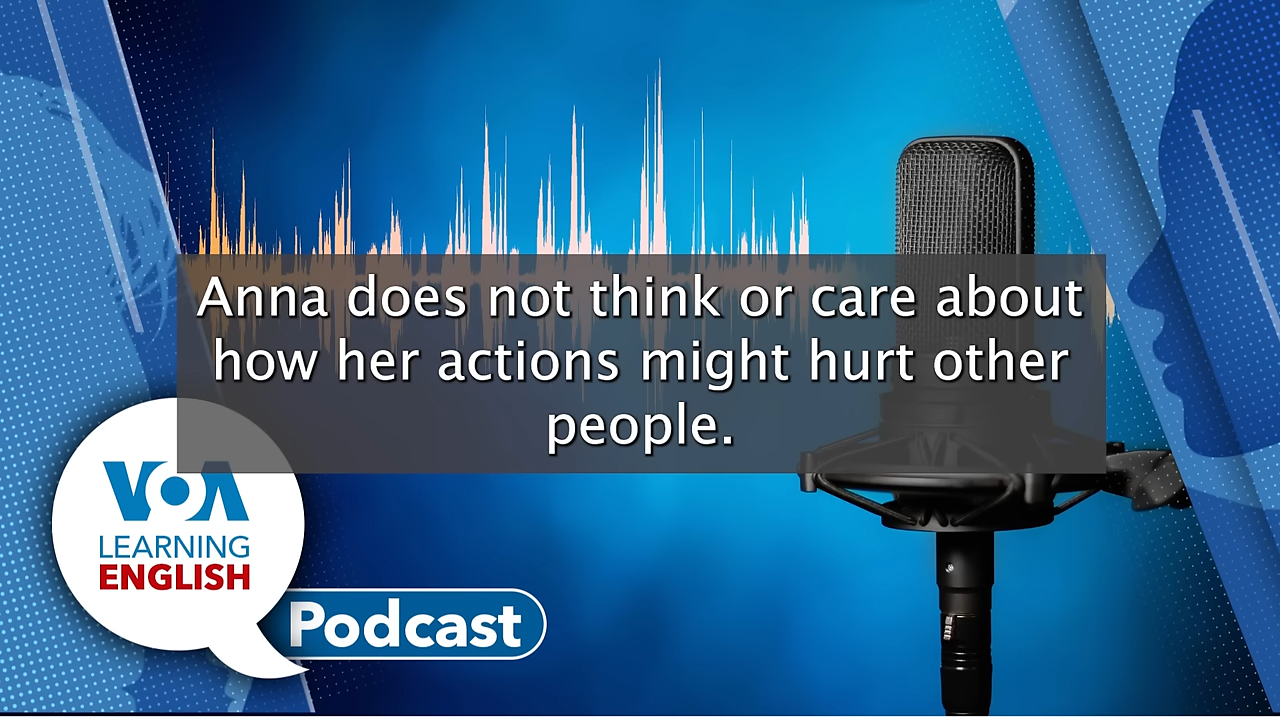 Anna does not think or care about
how her actions might hurt other
people.
VOA
LEARNING
ENGLISH
Podcast